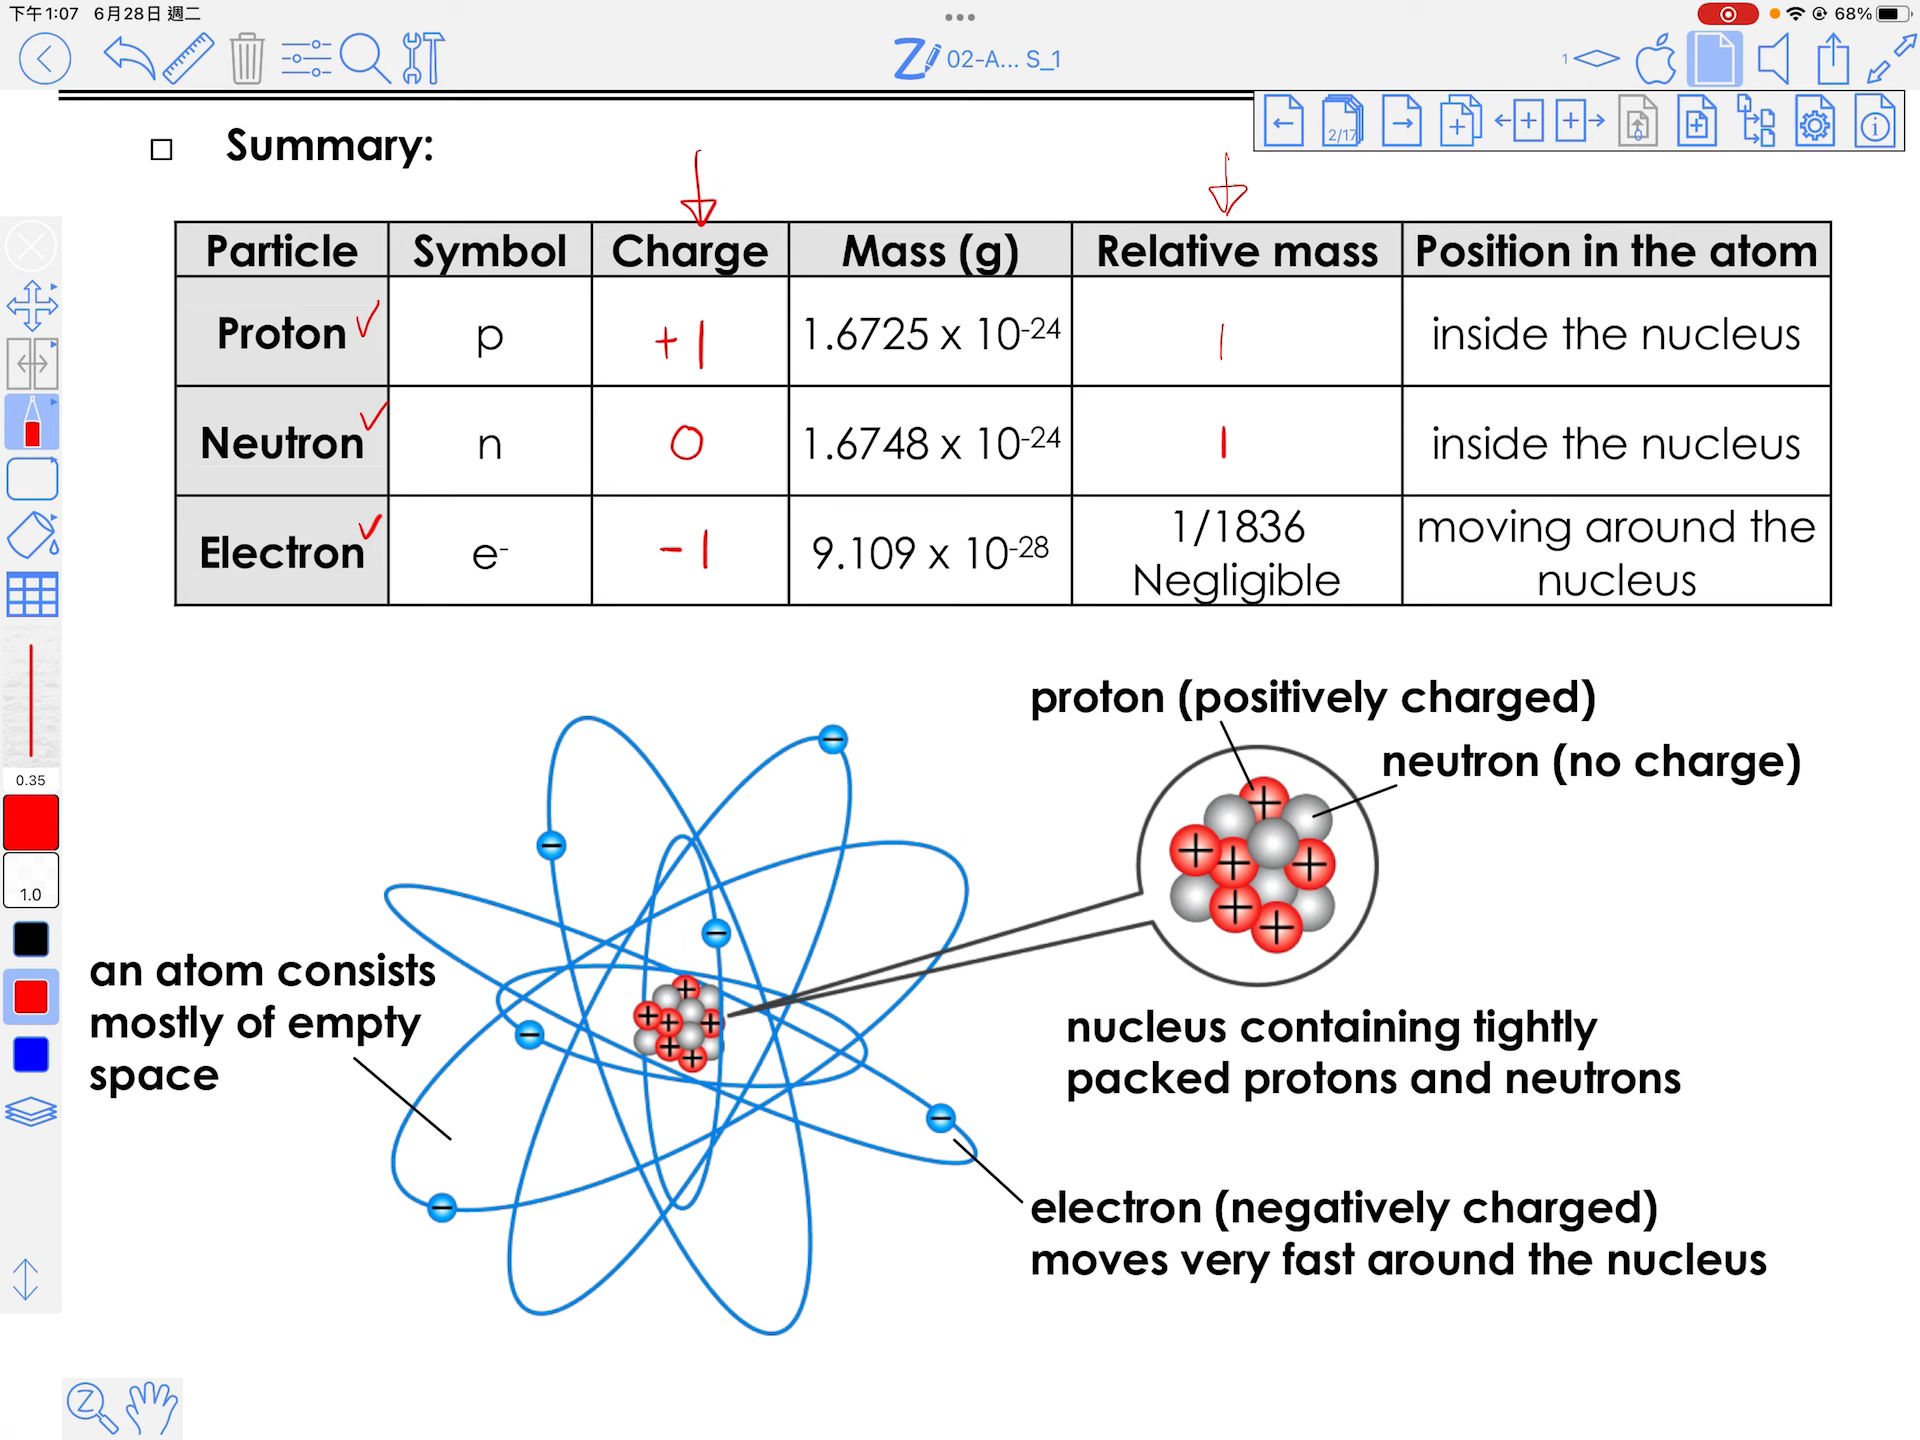 下午1:07 6月28日 週二
68%
02-A... S_1
1
2/17
0
Summary:
Particle Symbol Charge Mass (g) Relative mass Position in the atom
Proton p +1 1.6725 x 10-24 1 inside the nucleus
Neutron n 0 1.6748 x 10-24 1 inside the nucleus
Electron e- -1 9.109 x 10-28 1/1836 Negligible moving around the nucleus
0.35
1.0
proton (positively charged)
neutron (no charge)
an atom consists
mostly of empty
space
nucleus containing tightly
packed protons and neutrons
electron (negatively charged)
moves very fast around the nucleus